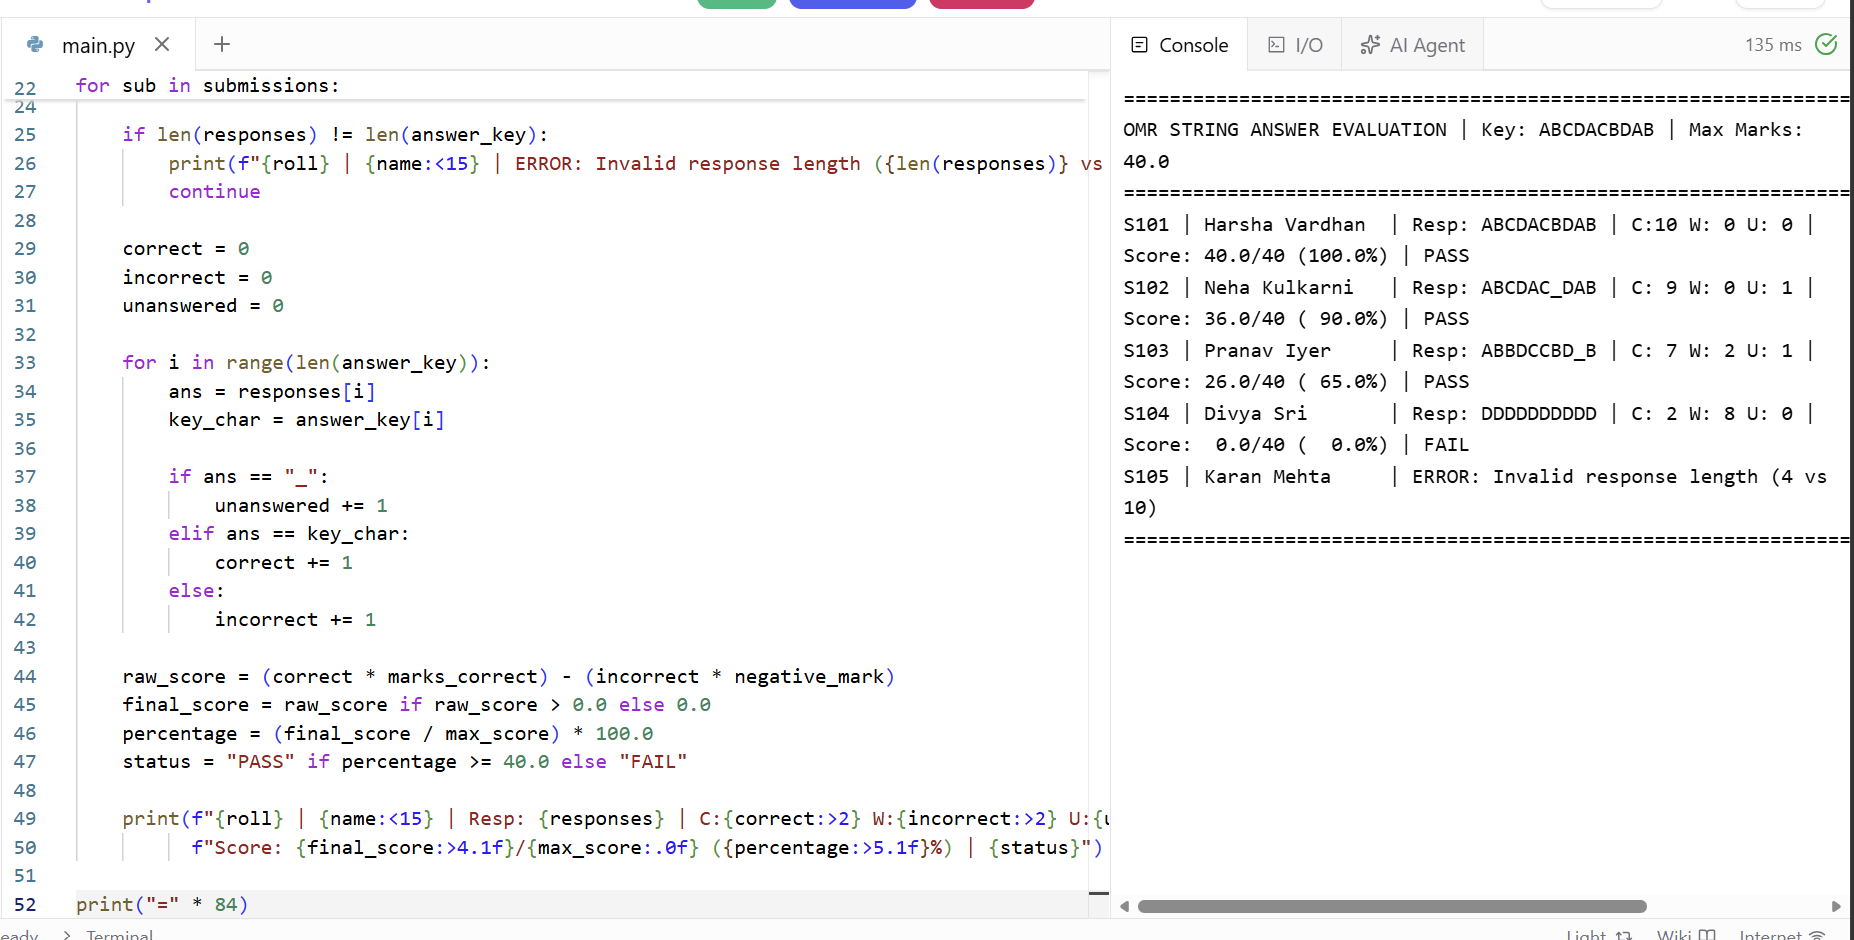 main.py
22 for sub in submissions:
24
25 if len(responses) != len(answer_key):
26 print(f"{roll} | {name:<15} | ERROR: Invalid response length ({len(responses)} vs
27 continue
28
29 correct = 0
30 incorrect = 0
31 unanswered = 0
32
33 for i in range(len(answer_key)):
34 ans = responses[i]
35 key_char = answer_key[i]
36
37 if ans == "_":
38 unanswered += 1
39 elif ans == key_char:
40 correct += 1
41 else:
42 incorrect += 1
43
44 raw_score = (correct * marks_correct) - (incorrect * negative_mark)
45 final_score = raw_score if raw_score > 0.0 else 0.0
46 percentage = (final_score / max_score) * 100.0
47 status = "PASS" if percentage >= 40.0 else "FAIL"
48
49 print(f"{roll} | {name:<15} | Resp: {responses} | C:{correct:>2} W:{incorrect:>2} U:{
50 f"Score: {final_score:>4.1f}/{max_score:.0f} ({percentage:>5.1f}%) | {status}")
51
52 print("=" * 84)
Terminal
Console I/O AI Agent 135 ms
===============================================================
OMR STRING ANSWER EVALUATION | Key: ABCDACBDAB | Max Marks:
40.0
===============================================================
S101 | Harsha Vardhan | Resp: ABCDACBDAB | C:10 W: 0 U: 0 |
Score: 40.0/40 (100.0%) | PASS
S102 | Neha Kulkarni | Resp: ABCDAC_DAB | C: 9 W: 0 U: 1 |
Score: 36.0/40 ( 90.0%) | PASS
S103 | Pranav Iyer | Resp: ABBDCCBD_B | C: 7 W: 2 U: 1 |
Score: 26.0/40 ( 65.0%) | PASS
S104 | Divya Sri | Resp: DDDDDDDDDD | C: 2 W: 8 U: 0 |
Score: 0.0/40 ( 0.0%) | FAIL
S105 | Karan Mehta | ERROR: Invalid response length (4 vs
10)
===============================================================
Light Wiki Internet